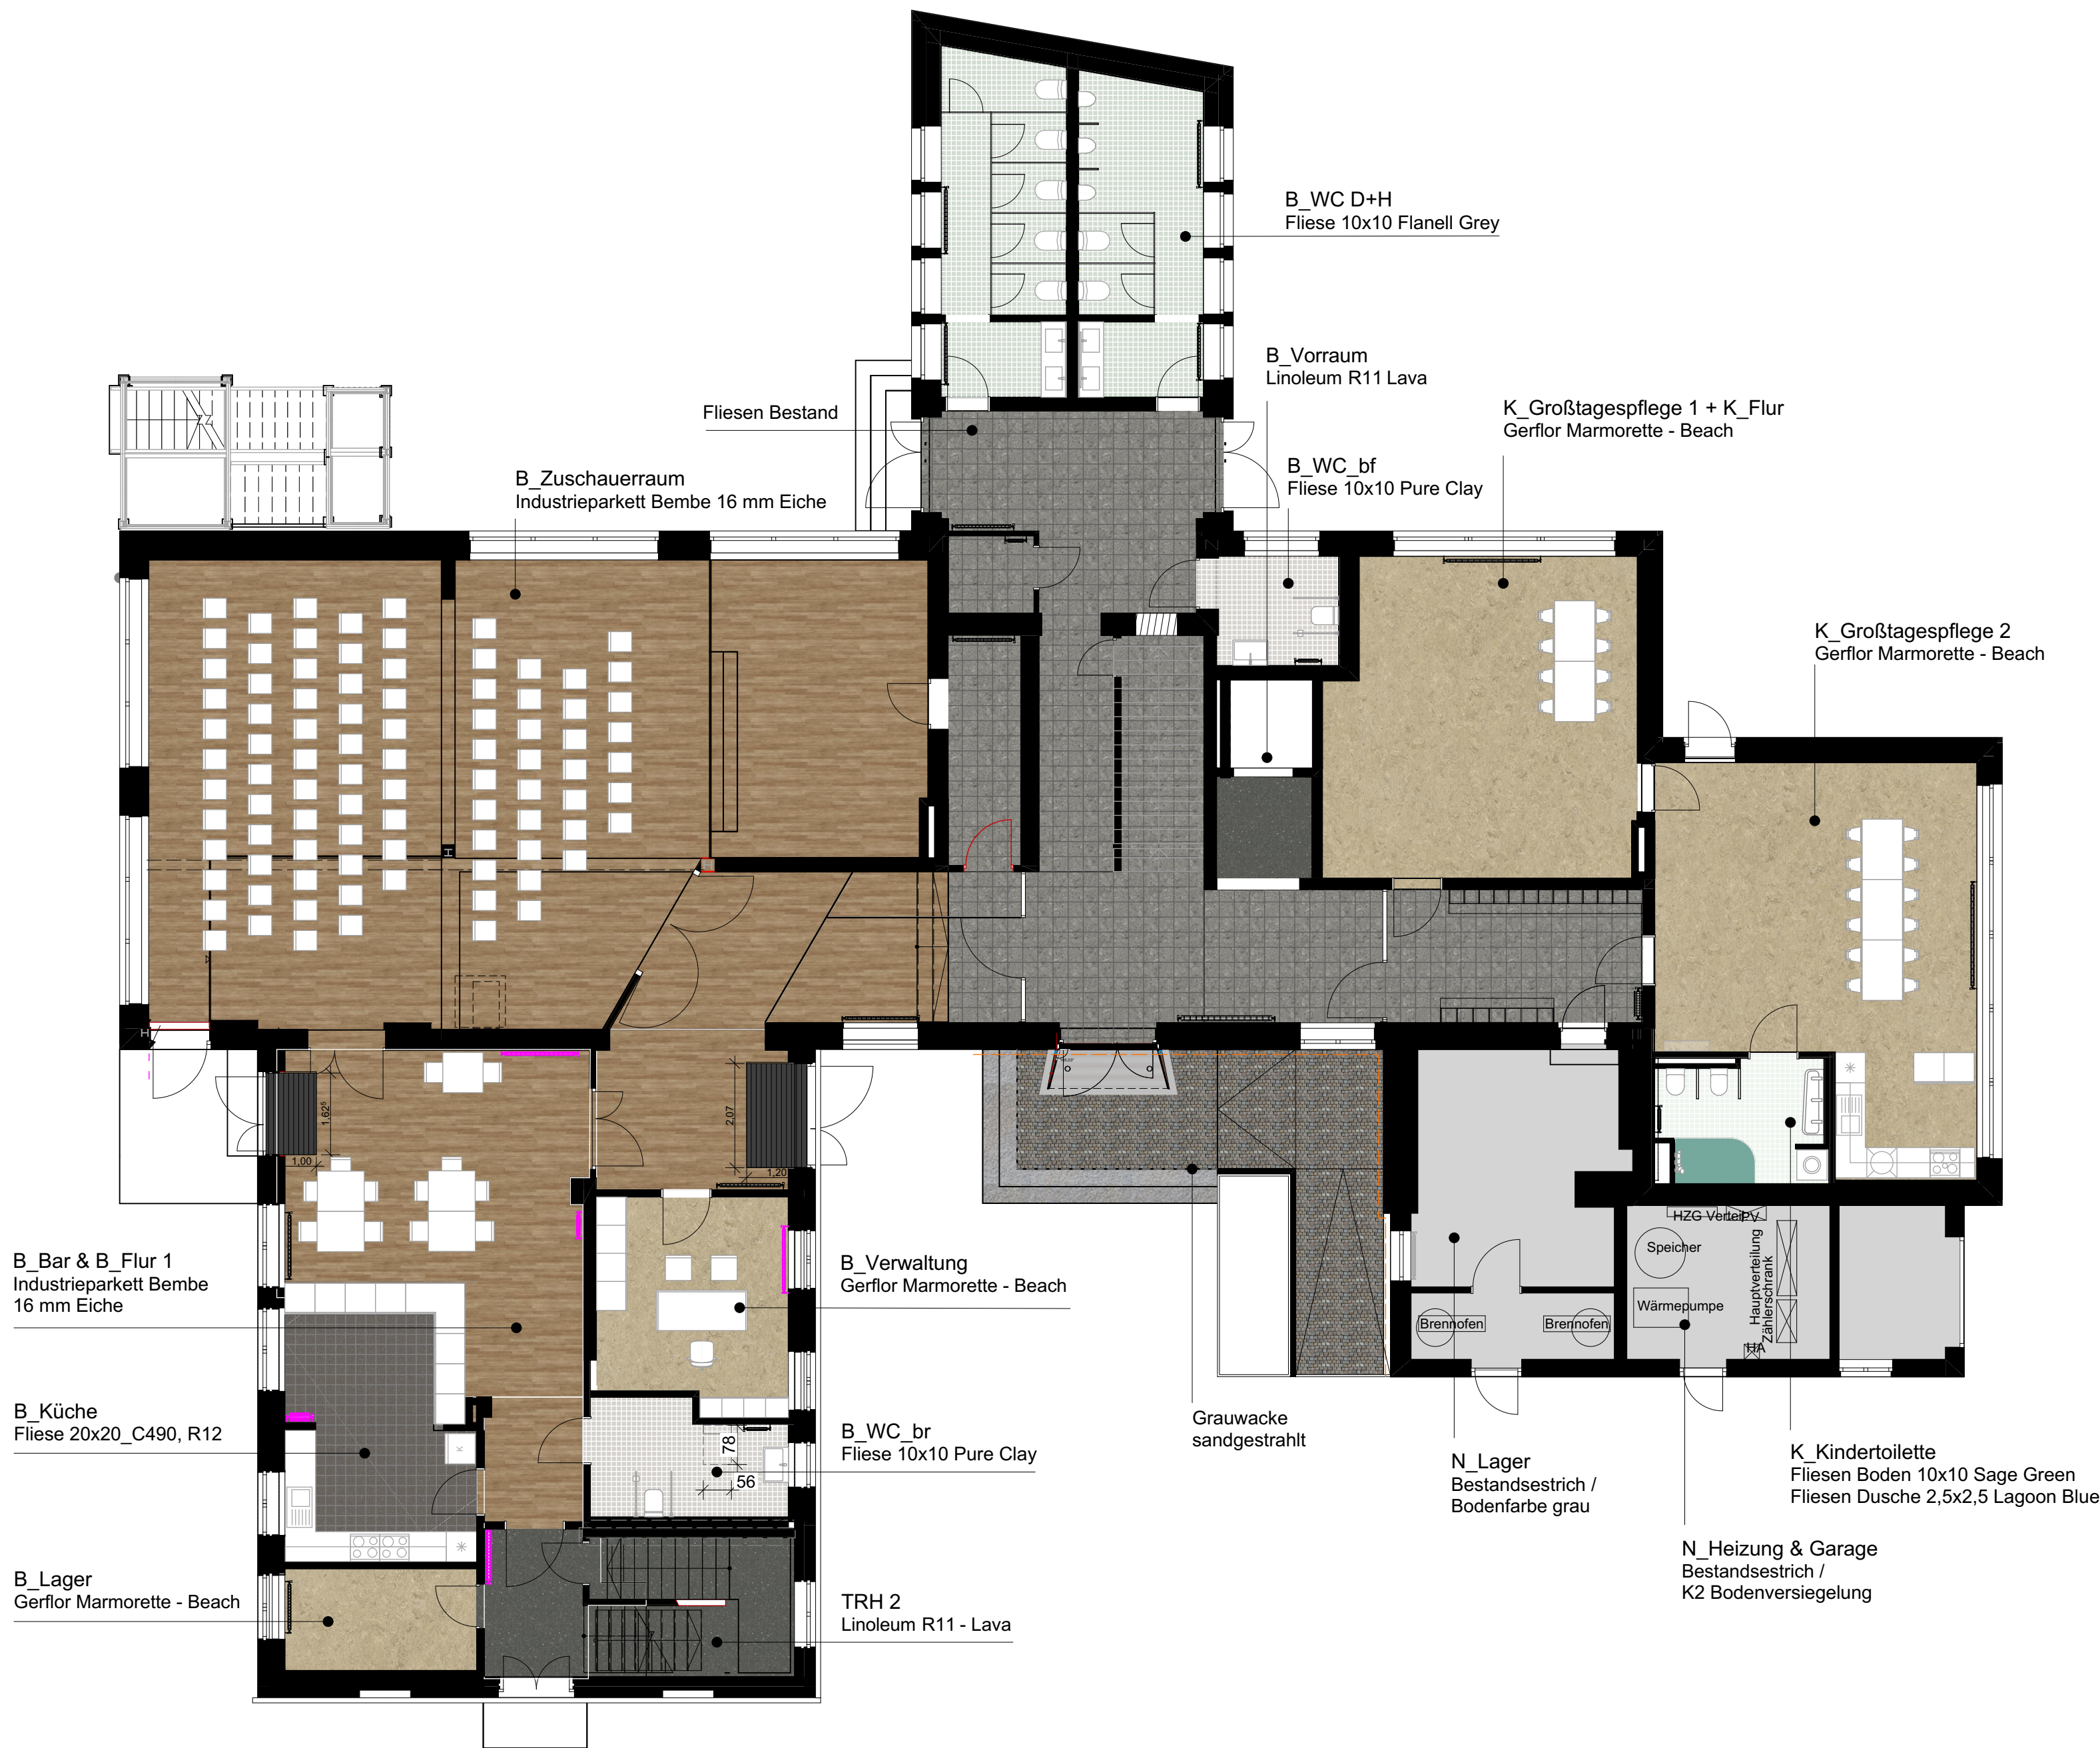 B_WC D+H
Fliese 10x10 Flanell Grey
B_Vorraum
Linoleum R11 Lava
Fliesen Bestand
K_Großtagespflege 1 + K_Flur
Gerflor Marmorette - Beach
B_WC_bf
Fliese 10x10 Pure Clay
B_Zuschauerraum
Industrieparkett Bembe 16 mm Eiche
K_Großtagespflege 2
Gerflor Marmorette - Beach
H
H
1,62⁵
1,00
2,07
1,20
B_Bar & B_Flur 1
Industrieparkett Bembe
16 mm Eiche
B_Verwaltung
Gerflor Marmorette - Beach
HZG Verteil
PV
Speicher
Wärmepumpe
Hauptverteilung
Zählerschrank
HA
Brennofen
Brennofen
B_Küche
Fliese 20x20_C490, R12
K
B_WC_br
Fliese 10x10 Pure Clay
78
56
Grauwacke
sandgestrahlt
N_Lager
Bestandsestrich /
Bodenfarbe grau
K_Kindertoilette
Fliesen Boden 10x10 Sage Green
Fliesen Dusche 2,5x2,5 Lagoon Blue
N_Heizung & Garage
Bestandsestrich /
K2 Bodenversiegelung
B_Lager
Gerflor Marmorette - Beach
TRH 2
Linoleum R11 - Lava